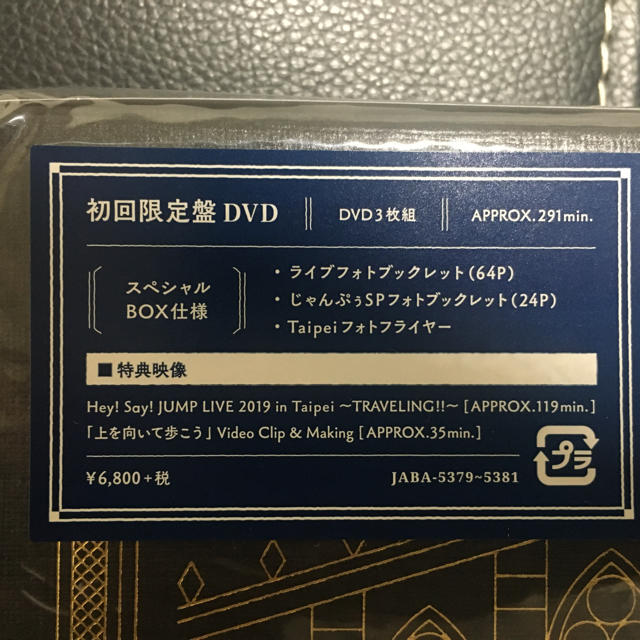 初回限定盤 DVD
DVD3枚組
APPROX.291min.
スペシャル
BOX仕様
・ライブフォトブックレット(64P)
・じゃんぷぅSPフォトブックレット(24P)
・Taipeiフォトフライヤー
■ 特典映像
Hey! Say! JUMP LIVE 2019 in Taipei 〜TRAVELING!!〜 [APPROX.119min.]
「上を向いて歩こう」 Video Clip & Making [APPROX.35min.]
¥6,800+税
JABA-5379~5381
プラ